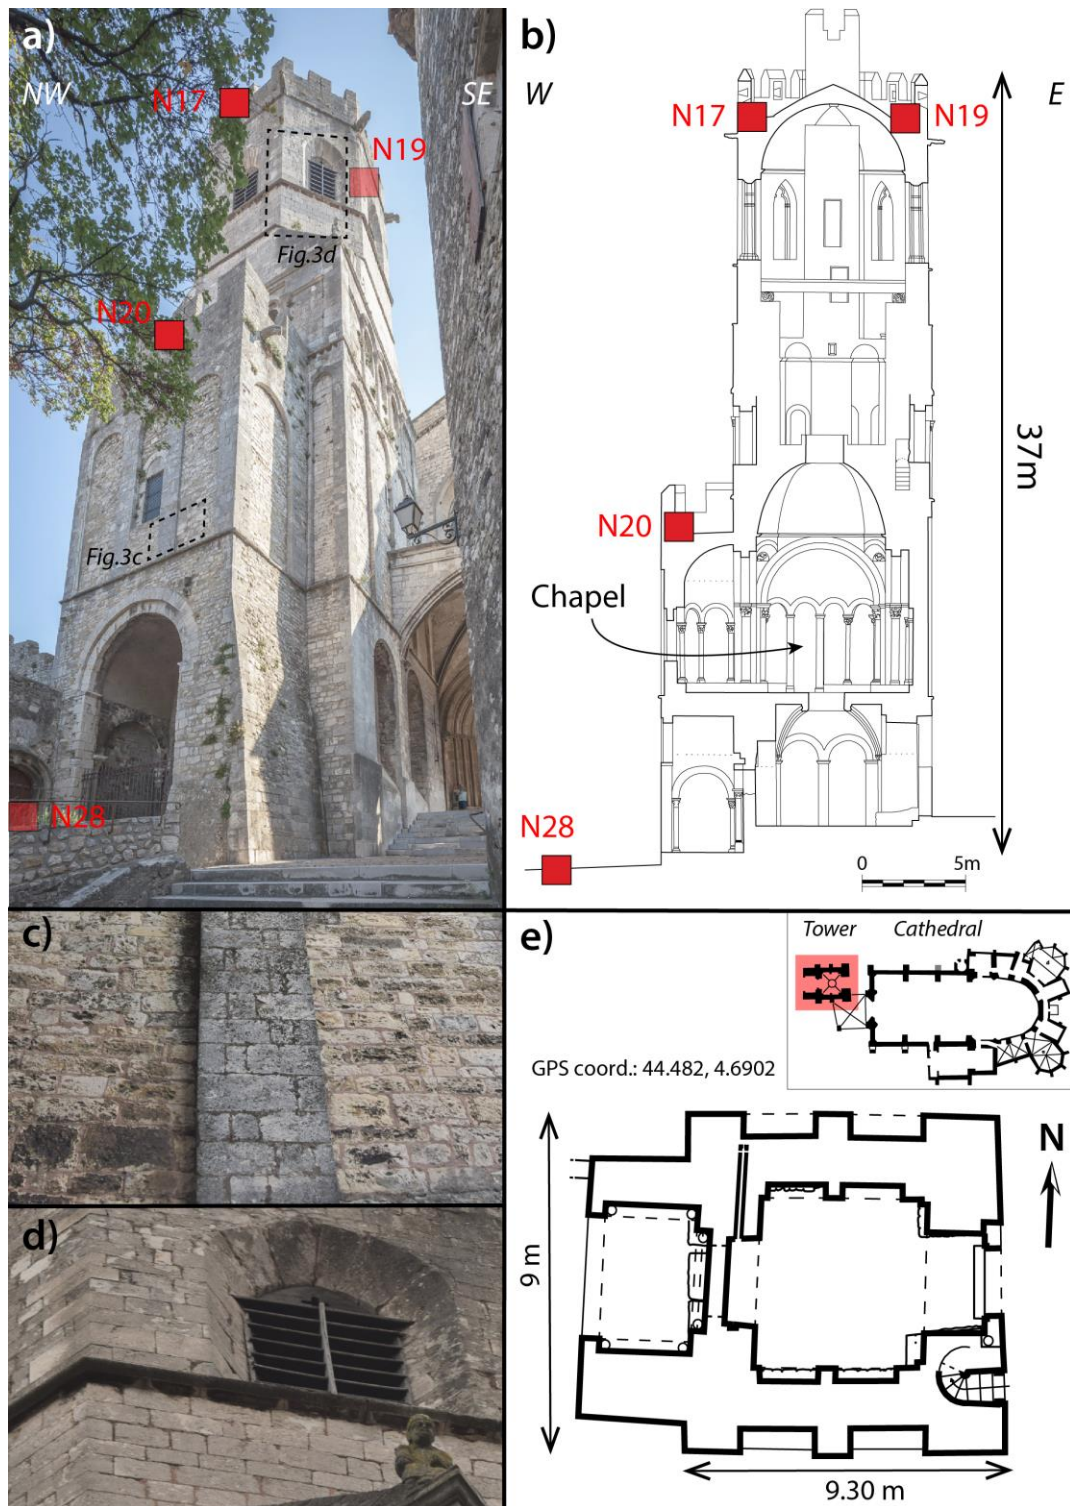 a)
NW
N17
SE
N19
Fig.3d
N20
Fig.3c
N28
b)
W
E
N17
N19
37m
N20
Chapel
N28
0
5m
c)
d)
e)
Tower
Cathedral
GPS coord.: 44.482, 4.6902
N
9 m
9.30 m